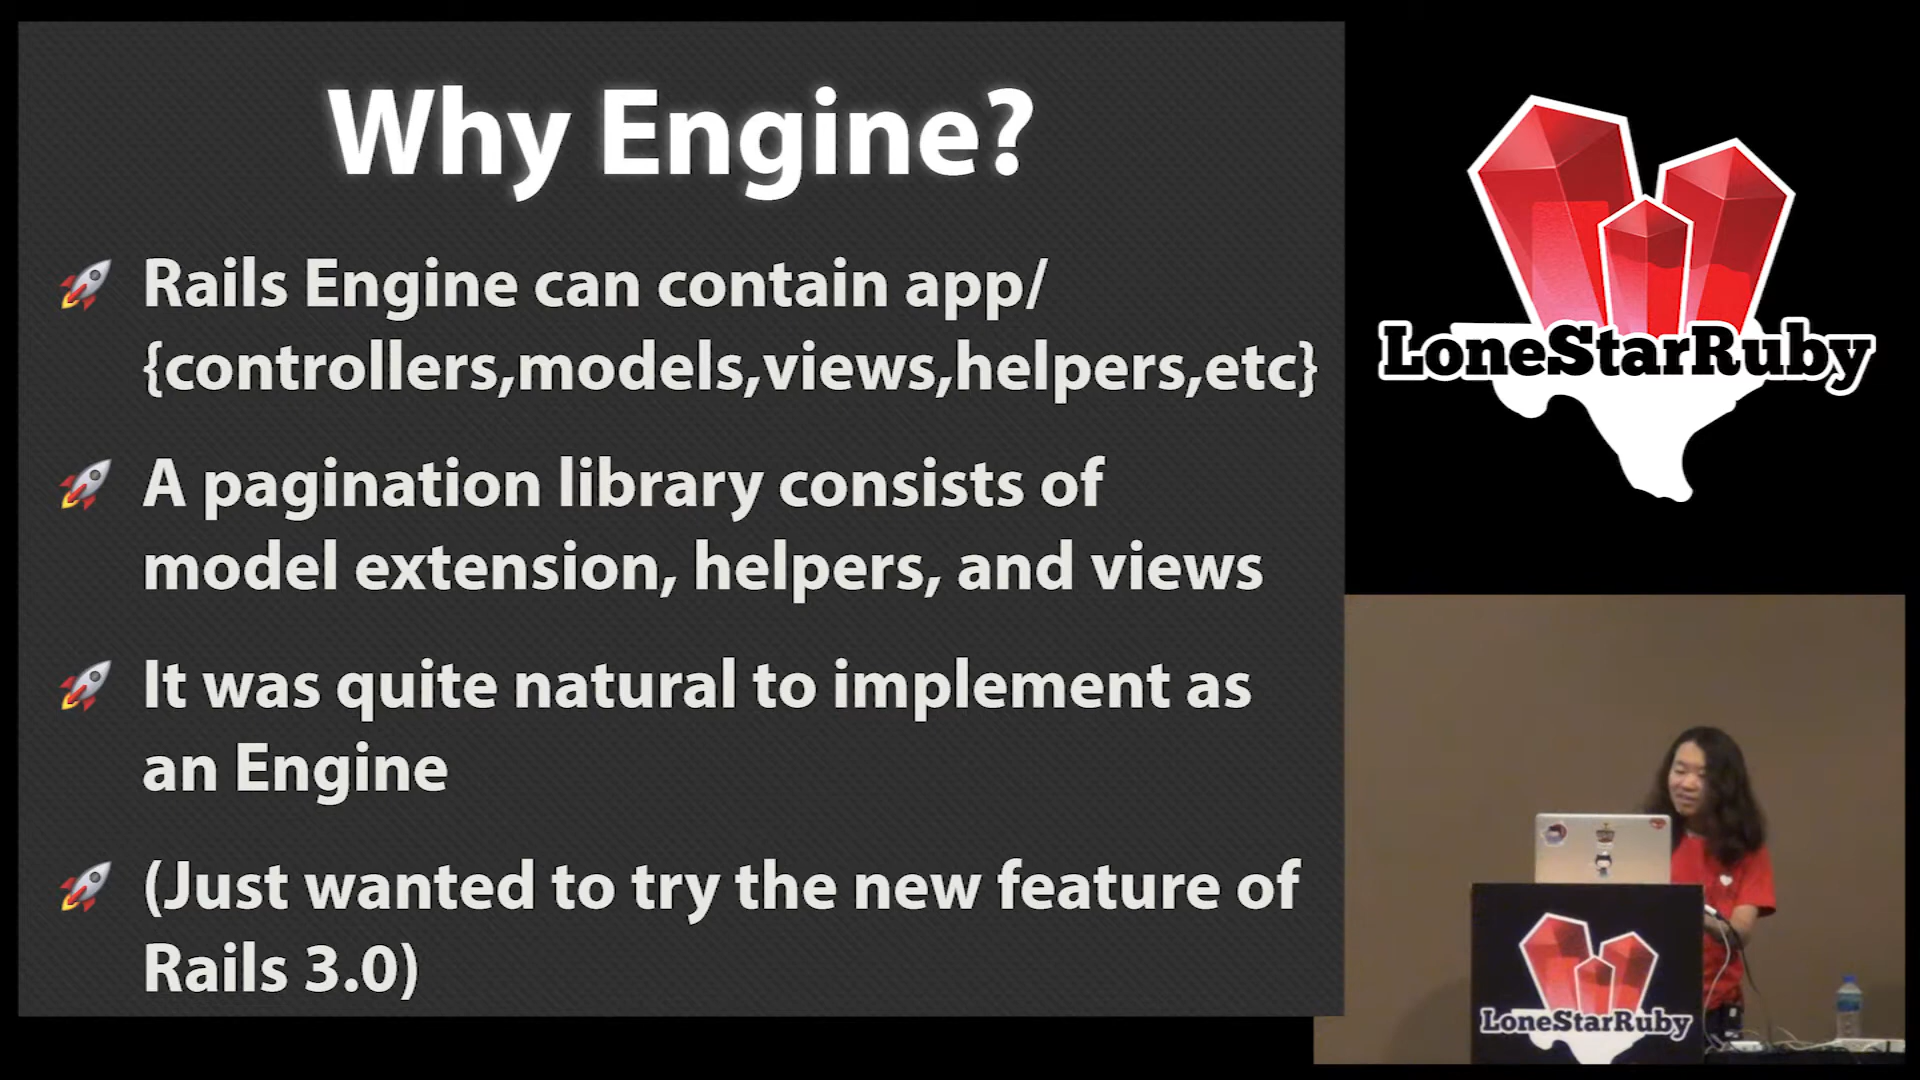 Why Engine?
Rails Engine can contain app/
{controllers,models,views,helpers,etc}
A pagination library consists of
model extension, helpers, and views
It was quite natural to implement as
an Engine
(Just wanted to try the new feature of
Rails 3.0)
LoneStarRuby
LoneStarRuby